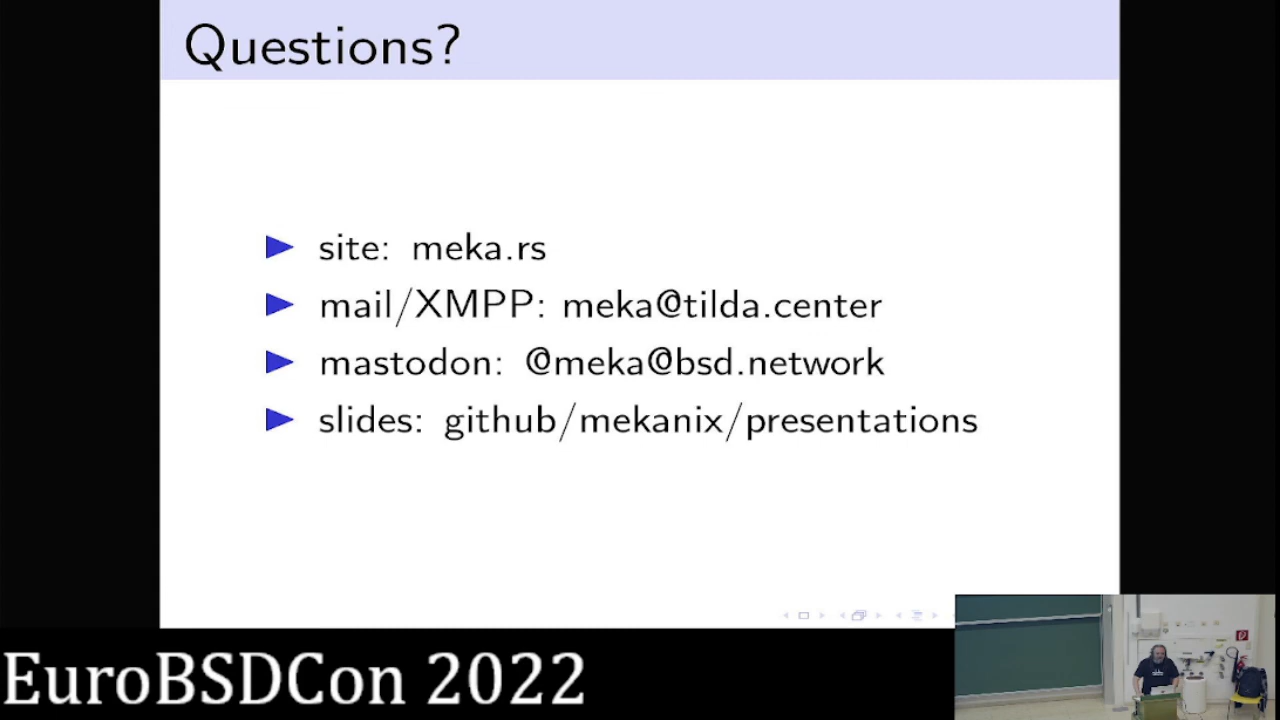 Questions?
site: meka.rs
mail/XMPP: meka@tilda.center
mastodon: @meka@bsd.network
slides: github/mekanix/presentations
EuroBSDCon 2022